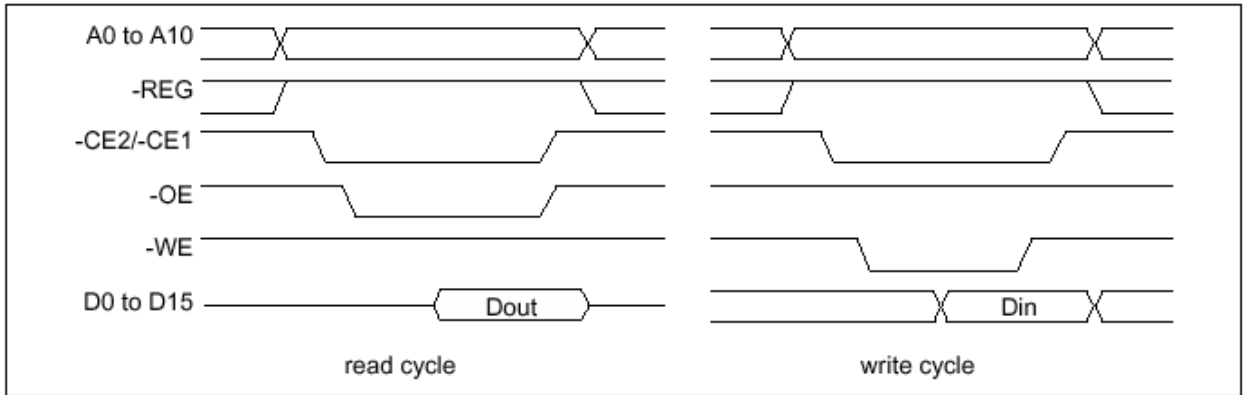 A0 to A10
-REG
-CE2/-CE1
-OE
-WE
D0 to D15
Dout
Din
read cycle
write cycle